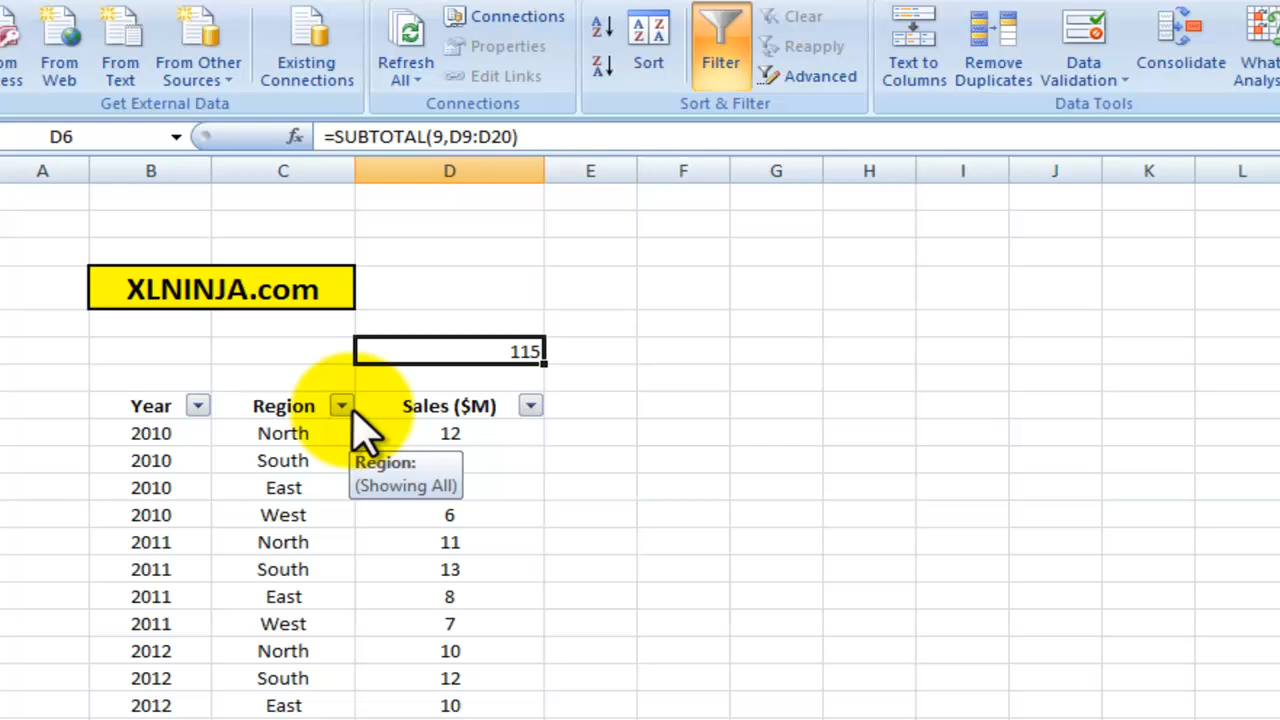 om From From From Other Existing Refresh Connections Properties Edit Links Sort Filter Clear Reapply Advanced Text to Remove Data Consolidate What
cess Web Text Sources Connections All Columns Duplicates Validation Analys
Get External Data Connections Sort & Filter Data Tools
D6 fx =SUBTOTAL(9,D9:D20)
A B C D E F G H I J K L
XLNINJA.com
115
Year Region Sales ($M)
2010 North 12
2010 South
Region:
2010 East
(Showing All)
2010 West 6
2011 North 11
2011 South 13
2011 East 8
2011 West 7
2012 North 10
2012 South 12
2012 East 10